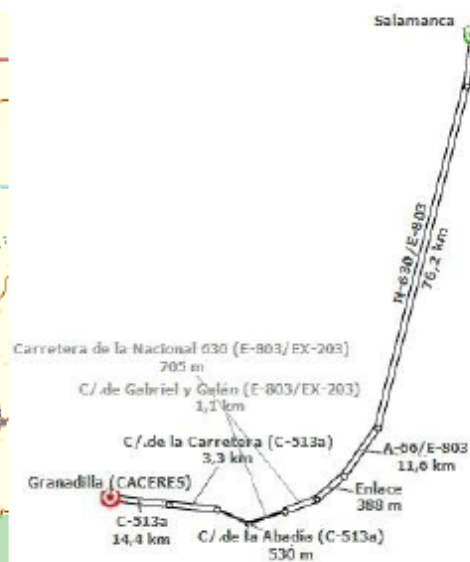 Salamanca
N-630/E-803
76,2 km
Carretera de la Nacional 630 (E-803/EX-203)
705 m
C/.de Gabriel y Galán (E-803/EX-203)
1,1 km
C/.de la Carretera (C-513a)
3,3 km
A-66/E-803
11,6 km
Granadilla (CACERES)
Enlace
388 m
C-513a
14,4 km
C/.de la Abadía (C-513a)
530 m